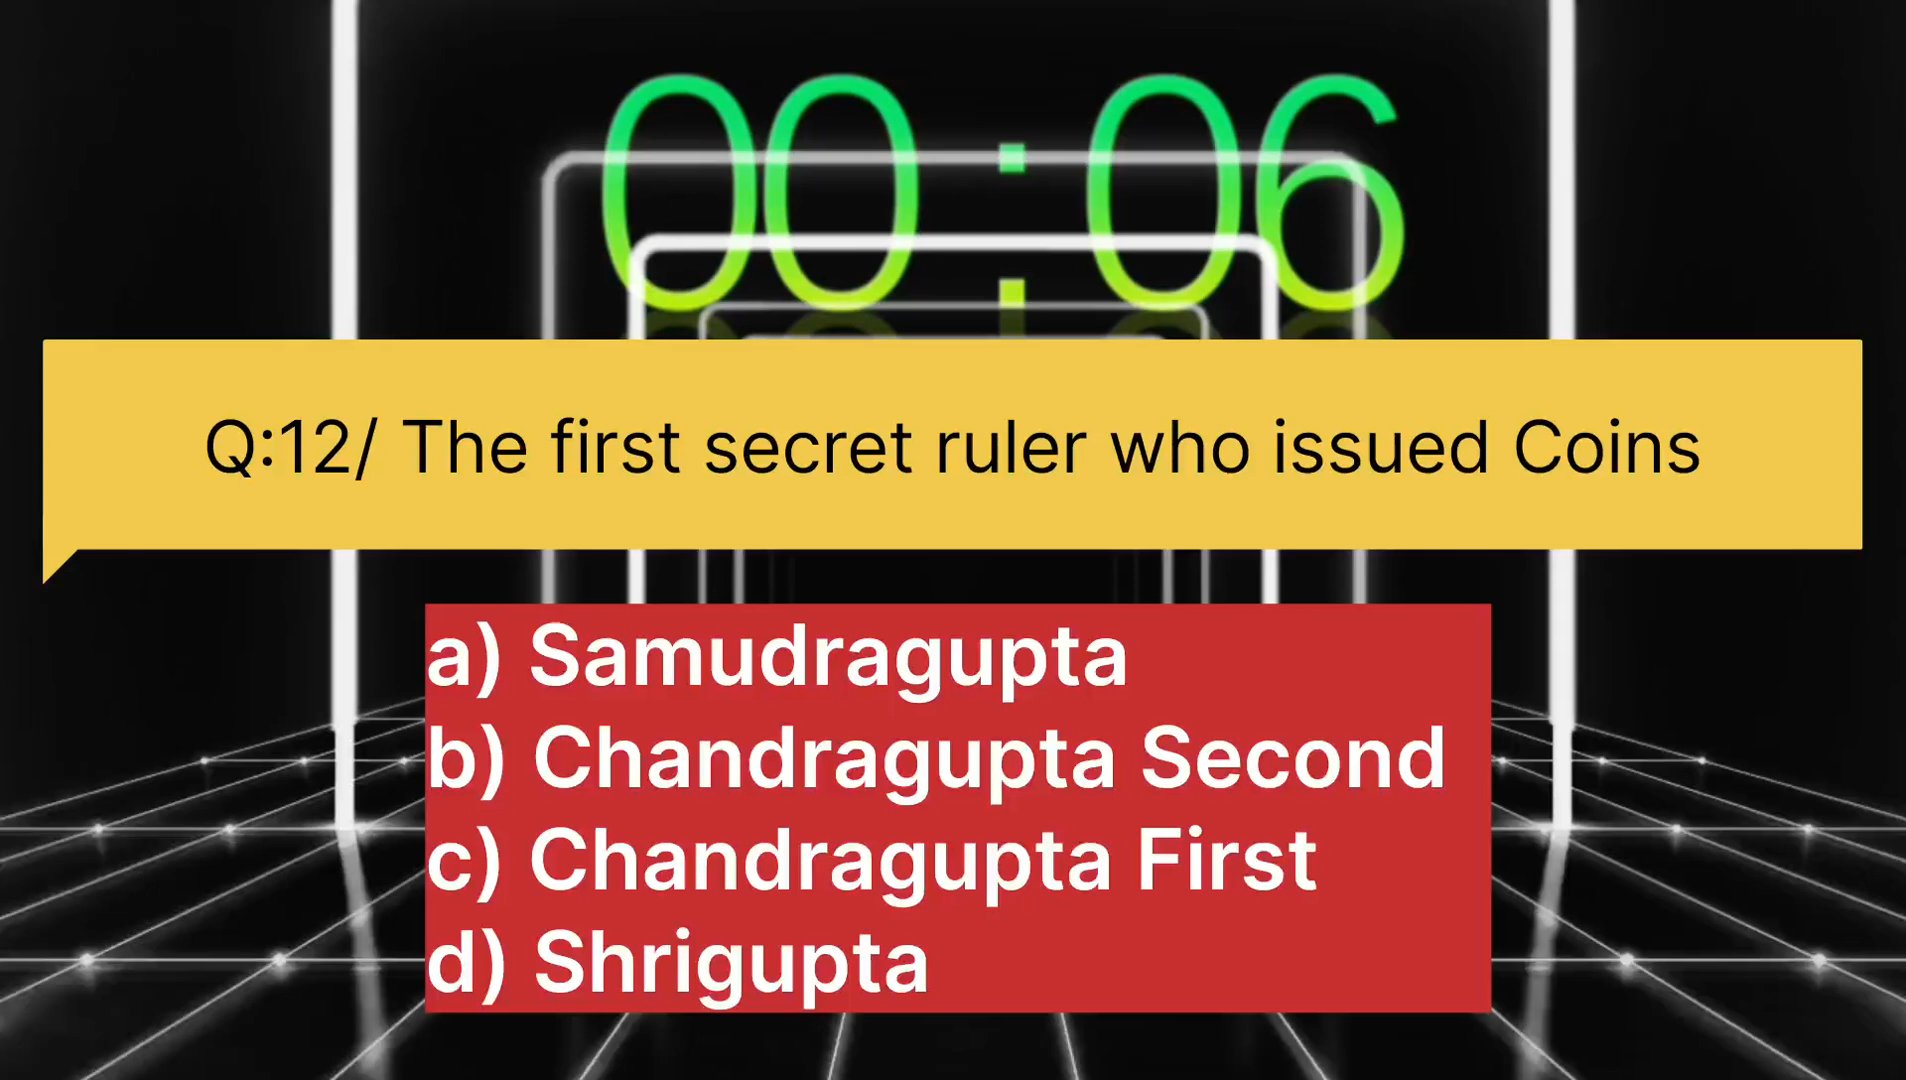 00:06
Q:12/ The first secret ruler who issued Coins
a) Samudragupta
b) Chandragupta Second
c) Chandragupta First
d) Shrigupta